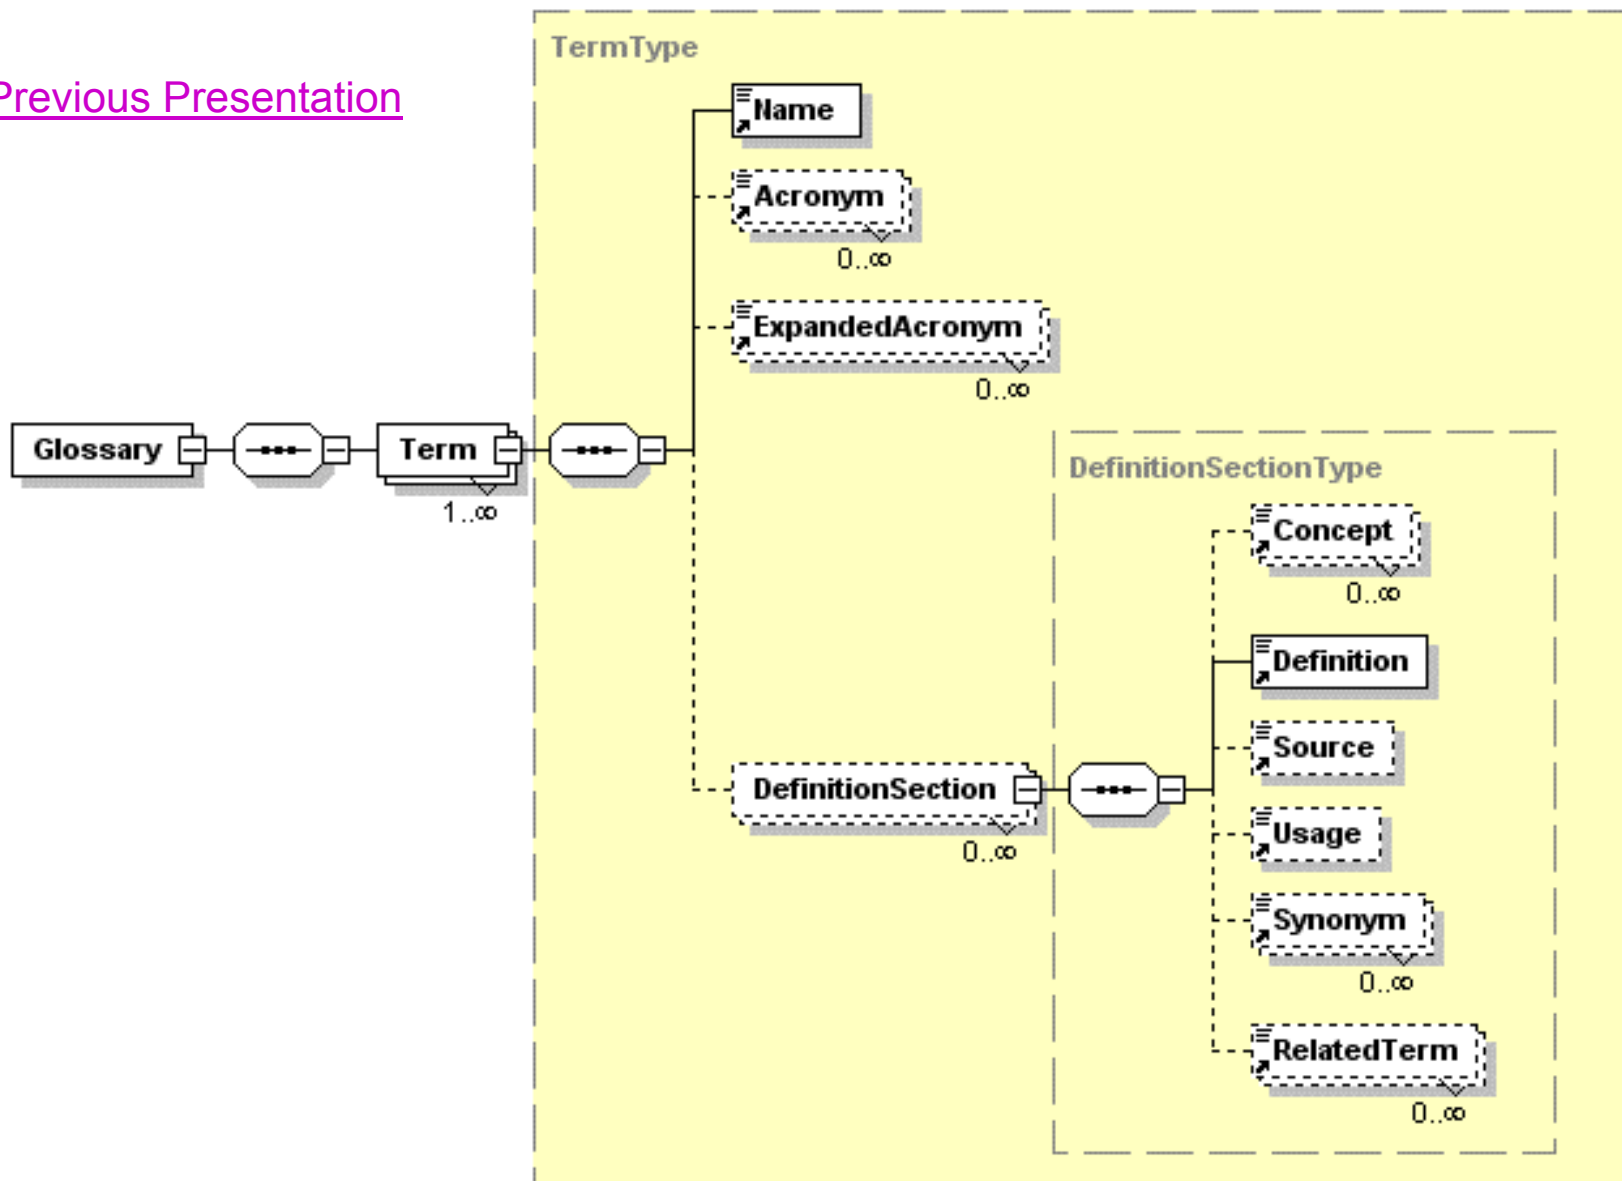 TermType
Previous Presentation
Name
Acronym
0..∞
ExpandedAcronym
0..∞
Glossary
Term
1..∞
DefinitionSectionType
Concept
0..∞
Definition
Source
DefinitionSection
0..∞
Usage
Synonym
0..∞
RelatedTerm
0..∞